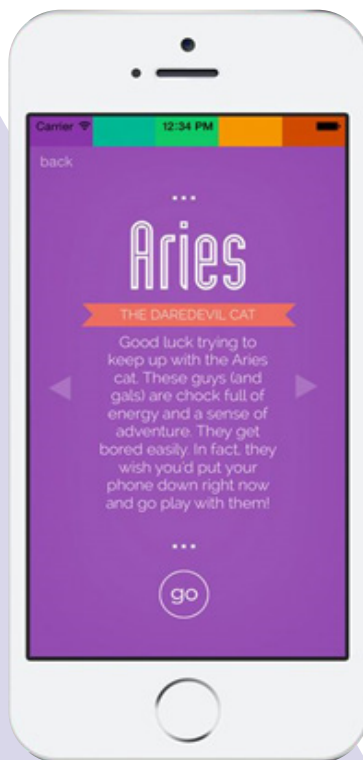 Carrier 12:34 PM
back
...
Aries
THE DAREDEVIL CAT
Good luck trying to
keep up with the Aries
cat. These guys (and
gals) are chock full of
energy and a sense of
adventure. They get
bored easily. In fact, they
wish you'd put your
phone down right now
and go play with them!
...
go